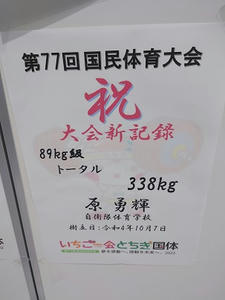 第77回国民体育大会
祝
大会新記録
89kg級
トータル
338kg
原 勇輝
自衛隊体育学校
樹立日:令和4年10月7日
いちご一会とちぎ国体